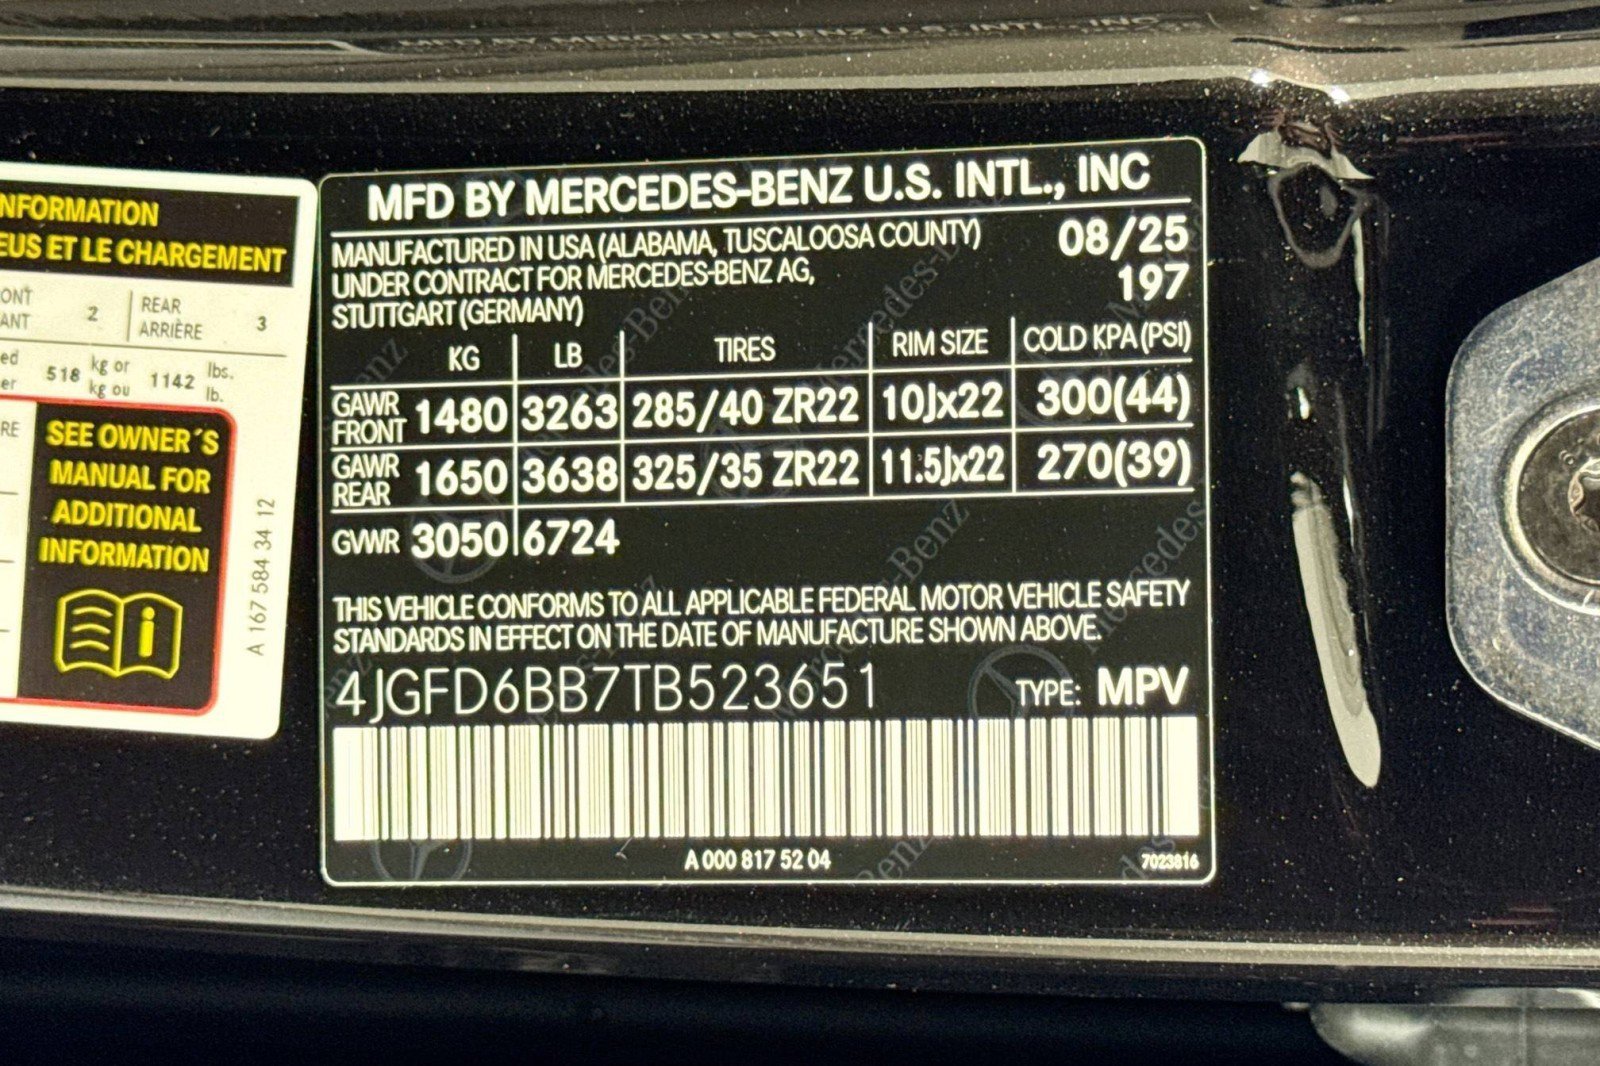 NFORMATION
EUS ET LE CHARGEMENT
ONT
ANT
2
REAR
ARRIÈRE
3
ed
er
518
kg or
kg ou
1142
lbs.
lb.
RE
SEE OWNER´S
MANUAL FOR
ADDITIONAL
INFORMATION
A 167 584 34 12
MFD BY MERCEDES-BENZ U.S. INTL., INC
MANUFACTURED IN USA (ALABAMA, TUSCALOOSA COUNTY) 08/25
UNDER CONTRACT FOR MERCEDES-BENZ AG, 197
STUTTGART (GERMANY)
KG LB TIRES RIM SIZE COLD KPA (PSI)
GAWR FRONT 1480 3263 285/40 ZR22 10Jx22 300(44)
GAWR REAR 1650 3638 325/35 ZR22 11.5Jx22 270(39)
GVWR 3050 6724
THIS VEHICLE CONFORMS TO ALL APPLICABLE FEDERAL MOTOR VEHICLE SAFETY
STANDARDS IN EFFECT ON THE DATE OF MANUFACTURE SHOWN ABOVE.
4JGFD6BB7TB523651 TYPE: MPV
A 000 817 52 04 7023816